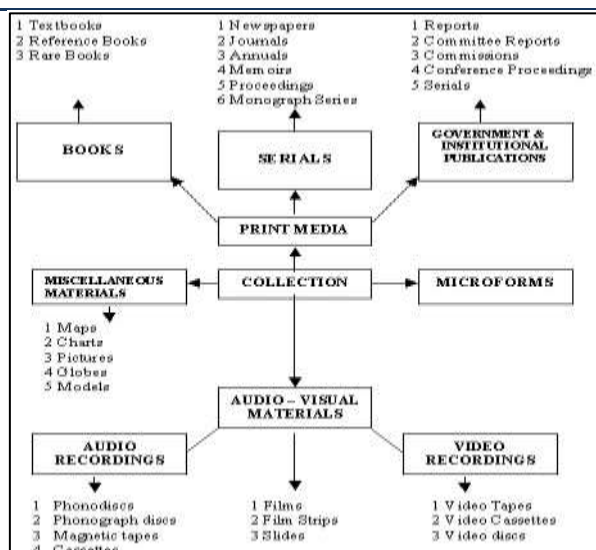 1 Textbooks
2 Reference Books
3 Rare Books
1 Newspapers
2 Journals
3 Annuals
4 Memoirs
5 Proceedings
6 Monograph Series
1 Reports
2 Committee Reports
3 Commissions
4 Conference Proceedings
5 Serials
BOOKS
SERIALS
GOVERNMENT &
INSTITUTIONAL
PUBLICATIONS
PRINT MEDIA
MISCELLANEOUS
MATERIALS
COLLECTION
MICROFORMS
1 Maps
2 Charts
3 Pictures
4 Globes
5 Models
AUDIO – VISUAL
MATERIALS
AUDIO
RECORDINGS
VIDEO
RECORDINGS
1 Phonodiscs
2 Phonograph discs
3 Magnetic tapes
4 Cassettes
1 Films
2 Film Strips
3 Slides
1 Video Tapes
2 Video Cassettes
3 Video discs